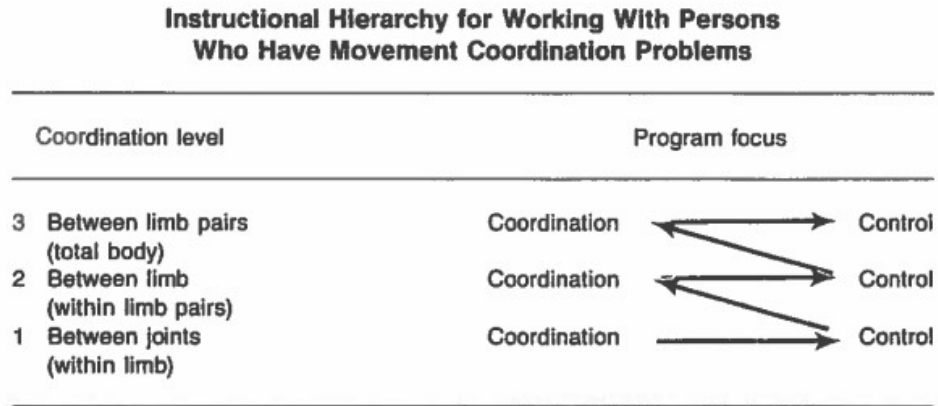 Instructional Hierarchy for Working With Persons
Who Have Movement Coordination Problems
Coordination level Program focus
3 Between limb pairs Coordination Control
(total body)
2 Between limb Coordination Control
(within limb pairs)
1 Between joints Coordination Control
(within limb)